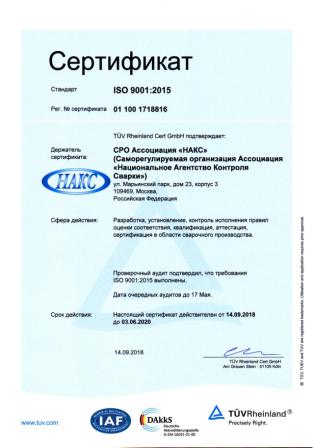 Сертификат
Стандарт ISO 9001:2015
Рег. № сертификата 01 100 1718816
TÜV Rheinland Cert GmbH подтверждает:
Держатель сертификата:
СРО Ассоциация «НАКС»
(Саморегулируемая организация Ассоциация
«Национальное Агентство Контроля
Сварки»)
ул. Марьинский парк, дом 23, корпус 3
109469, Москва,
Российская Федерация
НАКС
Сфера действия:
Разработка, установление, контроль исполнения правил
оценки соответствия, квалификация, аттестация,
сертификация в области сварочного производства.
Проверочный аудит подтвердил, что требования
ISO 9001:2015 выполнены.
Дата очередных аудитов до 17 Мая.
Срок действия:
Настоящий сертификат действителен от 14.09.2018
до 03.06.2020
14.09.2018
TÜV Rheinland Cert GmbH
Am Grauen Stein · 51105 Köln
www.tuv.com
IAF
DAkkS
Deutsche
Akkreditierungsstelle
D-ZM-16031-01-00
TÜVRheinland®
Precisely Right.
® TÜV, TUEV and TUV are registered trademarks. Utilisation and application requires prior approval.